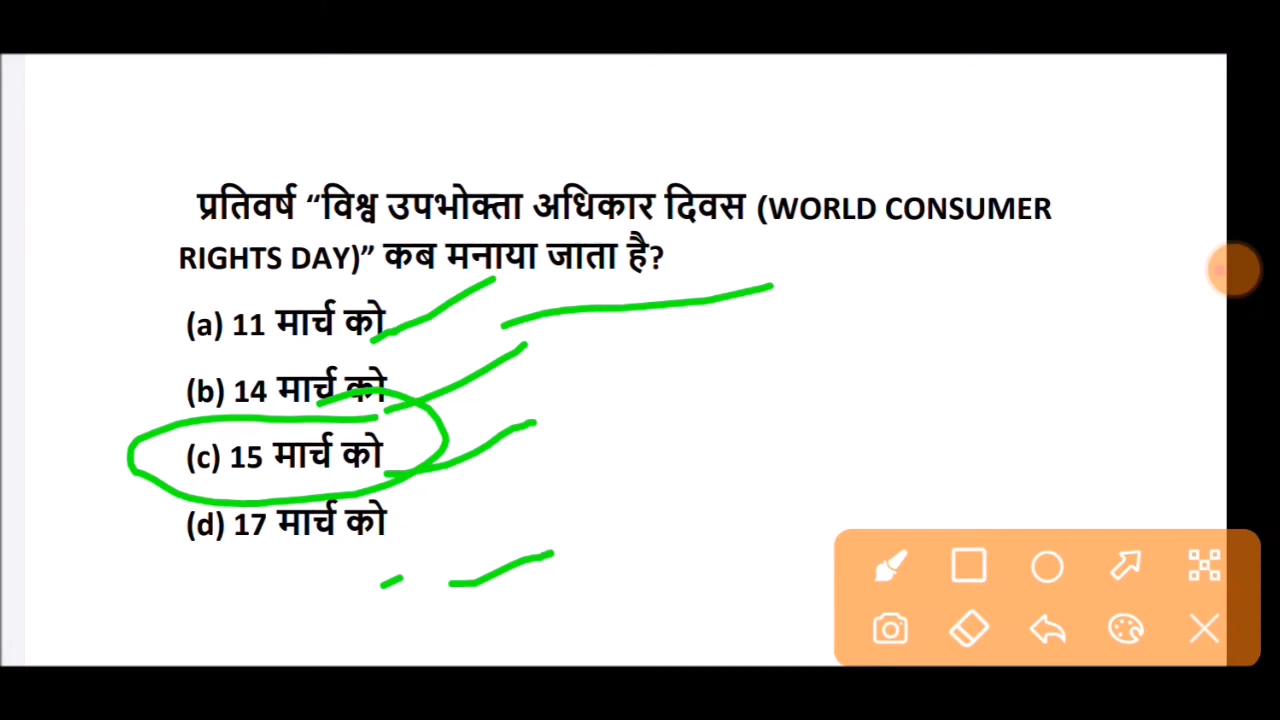 प्रतिवर्ष “विश्व उपभोक्ता अधिकार दिवस (WORLD CONSUMER
RIGHTS DAY)” कब मनाया जाता है?
(a) 11 मार्च को
(b) 14 मार्च को
(c) 15 मार्च को
(d) 17 मार्च को